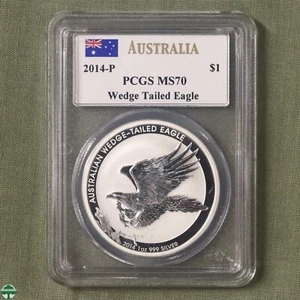 AUSTRALIA
2014-P $1
PCGS MS70
Wedge Tailed Eagle
AUSTRALIAN WEDGE-TAILED EAGLE
2014 1oz 999 SILVER